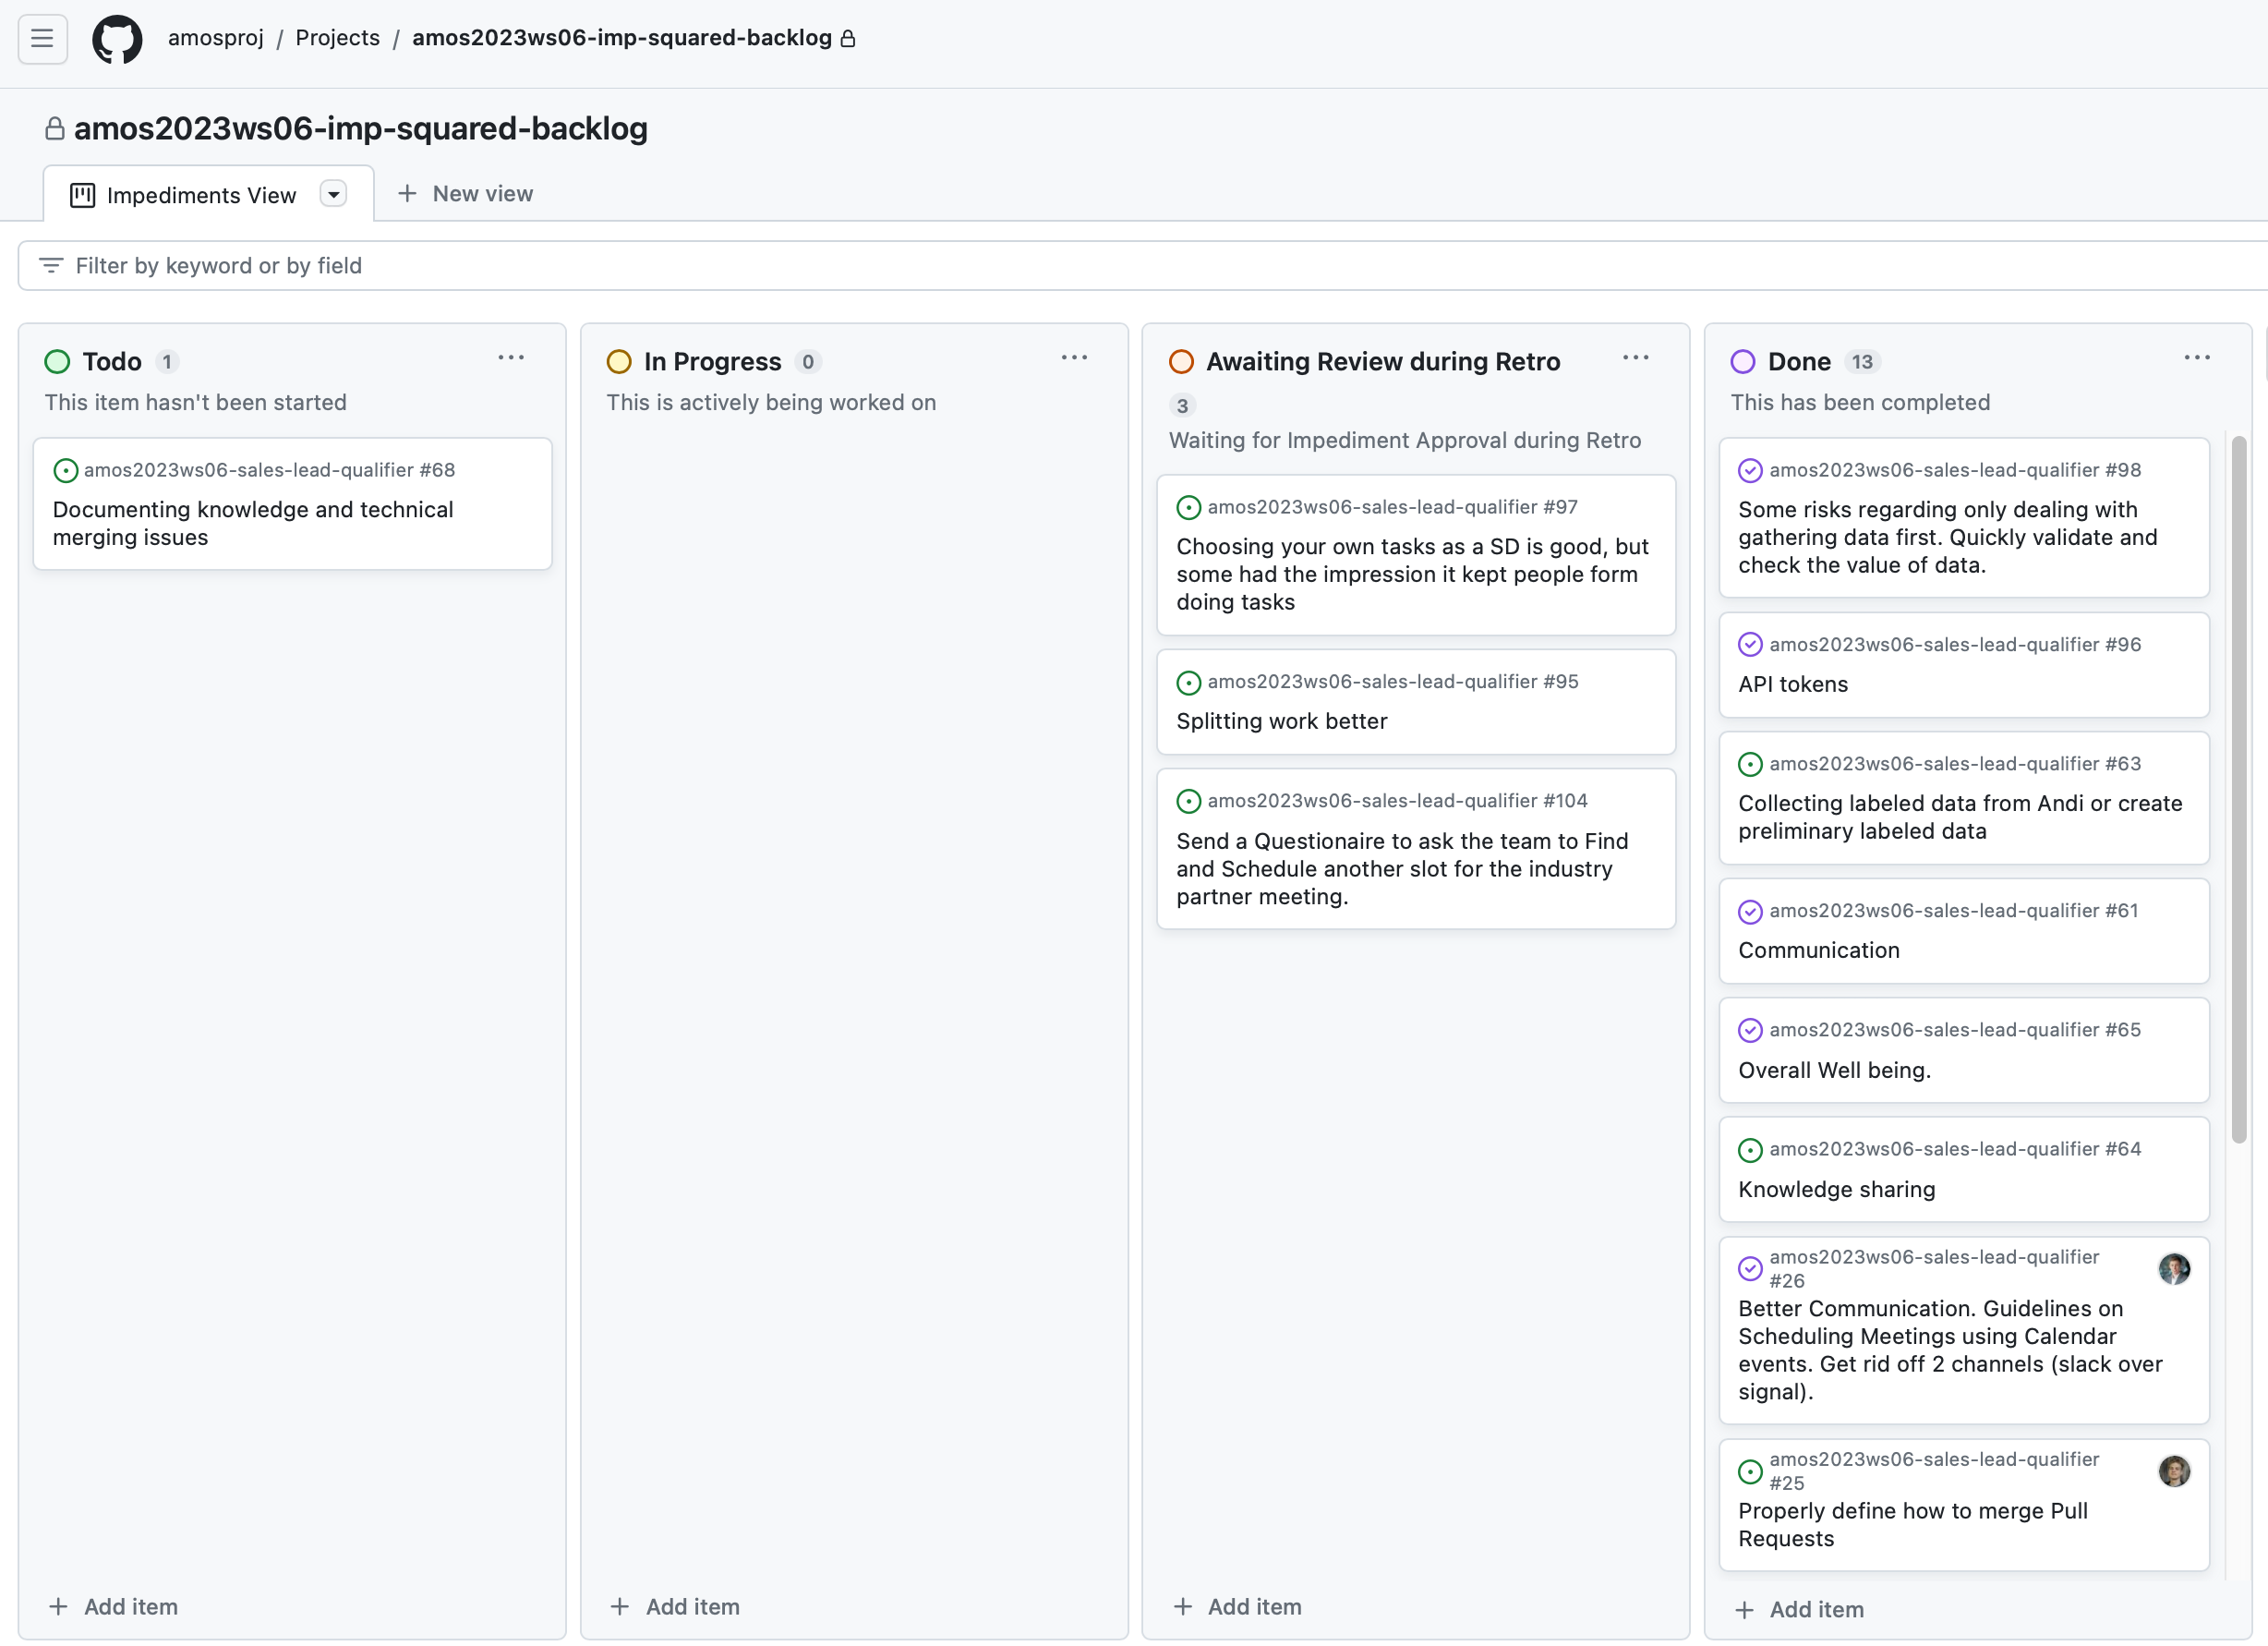 amosproj / Projects / amos2023ws06-imp-squared-backlog
amos2023ws06-imp-squared-backlog
Impediments View
New view
Filter by keyword or by field
Todo 1
This item hasn't been started
amos2023ws06-sales-lead-qualifier #68
Documenting knowledge and technical
merging issues
Add item
In Progress 0
This is actively being worked on
Add item
Awaiting Review during Retro
3
Waiting for Impediment Approval during Retro
amos2023ws06-sales-lead-qualifier #97
Choosing your own tasks as a SD is good, but
some had the impression it kept people form
doing tasks
amos2023ws06-sales-lead-qualifier #95
Splitting work better
amos2023ws06-sales-lead-qualifier #104
Send a Questionaire to ask the team to Find
and Schedule another slot for the industry
partner meeting.
Add item
Done 13
This has been completed
amos2023ws06-sales-lead-qualifier #98
Some risks regarding only dealing with
gathering data first. Quickly validate and
check the value of data.
amos2023ws06-sales-lead-qualifier #96
API tokens
amos2023ws06-sales-lead-qualifier #63
Collecting labeled data from Andi or create
preliminary labeled data
amos2023ws06-sales-lead-qualifier #61
Communication
amos2023ws06-sales-lead-qualifier #65
Overall Well being.
amos2023ws06-sales-lead-qualifier #64
Knowledge sharing
amos2023ws06-sales-lead-qualifier
#26
Better Communication. Guidelines on
Scheduling Meetings using Calendar
events. Get rid off 2 channels (slack over
signal).
amos2023ws06-sales-lead-qualifier
#25
Properly define how to merge Pull
Requests
Add item